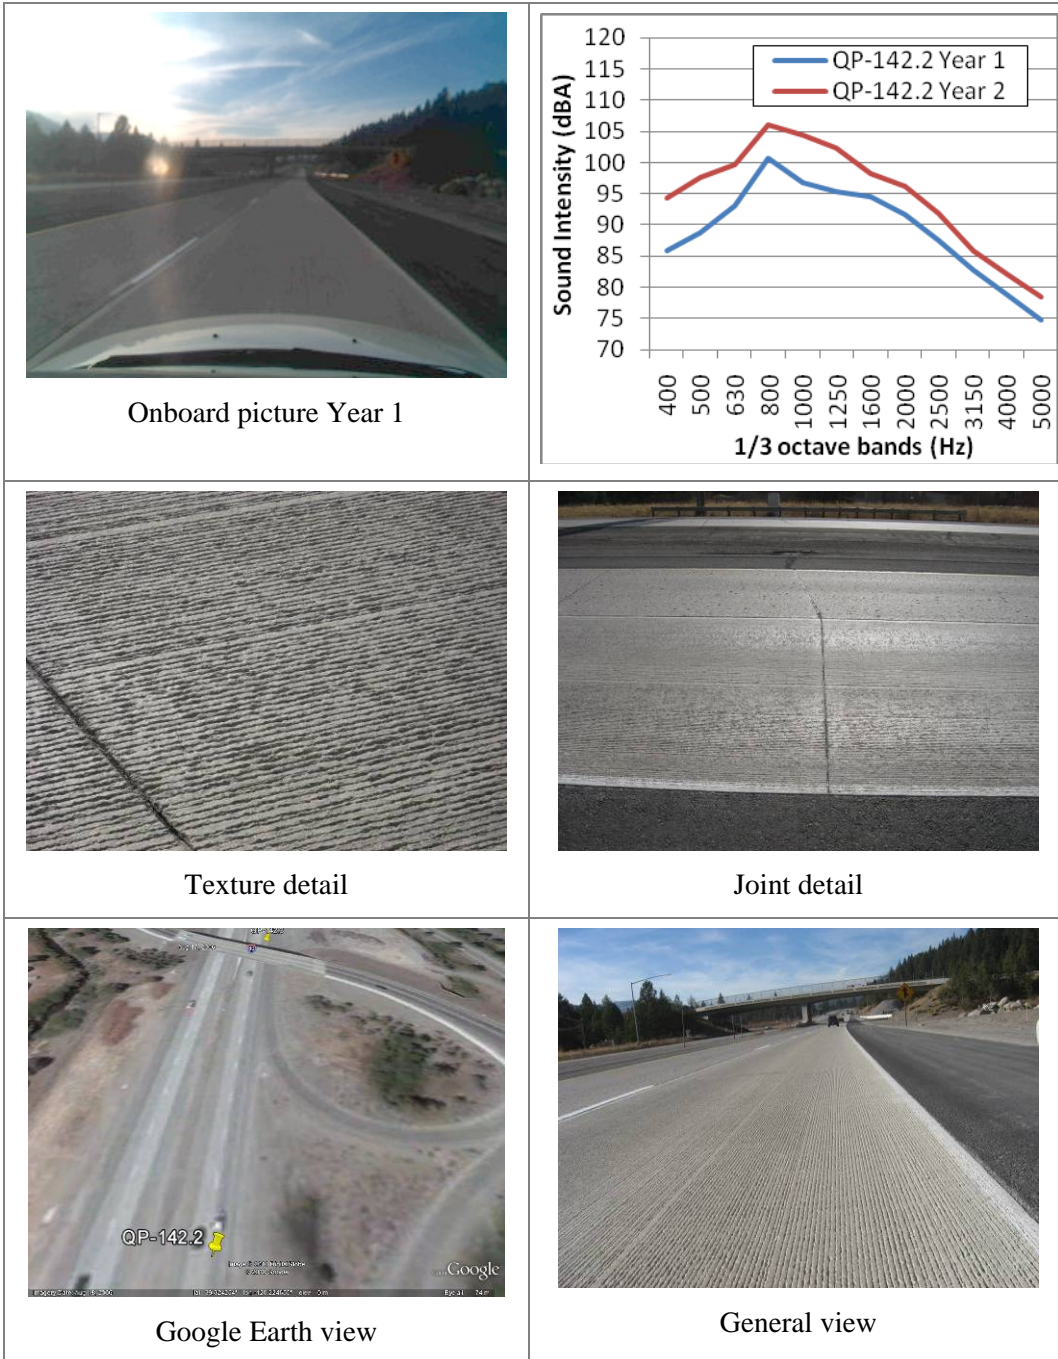 Onboard picture Year 1
120
115
110
105
100
95
90
85
80
75
70
Sound Intensity (dBA)
QP-142.2 Year 1
QP-142.2 Year 2
400
500
630
800
1000
1250
1600
2000
2500
3150
4000
5000
1/3 octave bands (Hz)
Texture detail
Joint detail
QP-142.2
Google
Google Earth view
General view